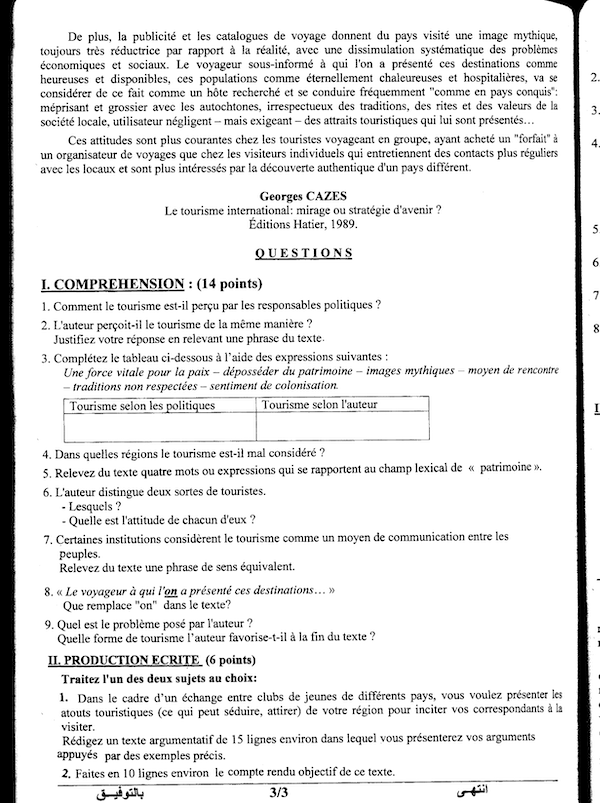 De plus, la publicité et les catalogues de voyage donnent du pays visité une image mythique,
toujours très réductrice par rapport à la réalité, avec une dissimulation systématique des problèmes
économiques et sociaux. Le voyageur sous-informé à qui l'on a présenté ces destinations comme
heureuses et disponibles, ces populations comme éternellement chaleureuses et hospitalières, va se
considérer de ce fait comme un hôte recherché et se conduire fréquemment "comme en pays conquis":
méprisant et grossier avec les autochtones, irrespectueux des traditions, des rites et des valeurs de la
société locale, utilisateur négligent – mais exigeant – des attraits touristiques qui lui sont présentés…
Ces attitudes sont plus courantes chez les touristes voyageant en groupe, ayant acheté un "forfait" à
un organisateur de voyages que chez les visiteurs individuels qui entretiennent des contacts plus réguliers
avec les locaux et sont plus intéressés par la découverte authentique d'un pays différent.
Georges CAZES
Le tourisme international: mirage ou stratégie d'avenir ?
Éditions Hatier, 1989.
QUESTIONS
I. COMPREHENSION : (14 points)
1. Comment le tourisme est-il perçu par les responsables politiques ?
2. L'auteur perçoit-il le tourisme de la même manière ?
Justifiez votre réponse en relevant une phrase du texte.
3. Complétez le tableau ci-dessous à l'aide des expressions suivantes :
Une force vitale pour la paix – déposséder du patrimoine – images mythiques – moyen de rencontre
– traditions non respectées – sentiment de colonisation.
Tourisme selon les politiques Tourisme selon l'auteur
4. Dans quelles régions le tourisme est-il mal considéré ?
5. Relevez du texte quatre mots ou expressions qui se rapportent au champ lexical de « patrimoine ».
6. L'auteur distingue deux sortes de touristes.
- Lesquels ?
- Quelle est l'attitude de chacun d'eux ?
7. Certaines institutions considèrent le tourisme comme un moyen de communication entre les
peuples.
Relevez du texte une phrase de sens équivalent.
8. « Le voyageur à qui l'on a présenté ces destinations… »
Que remplace "on" dans le texte?
9. Quel est le problème posé par l'auteur ?
Quelle forme de tourisme l'auteur favorise-t-il à la fin du texte ?
II. PRODUCTION ECRITE (6 points)
Traitez l'un des deux sujets au choix:
1. Dans le cadre d'un échange entre clubs de jeunes de différents pays, vous voulez présenter les
atouts touristiques (ce qui peut séduire, attirer) de votre région pour inciter vos correspondants à la
visiter.
Rédigez un texte argumentatif de 15 lignes environ dans lequel vous présenterez vos arguments
appuyés par des exemples précis.
2. Faites en 10 lignes environ le compte rendu objectif de ce texte.
بالتوفيق 3/3 انتهى
2.
3.
4.
5
6
7
8
I